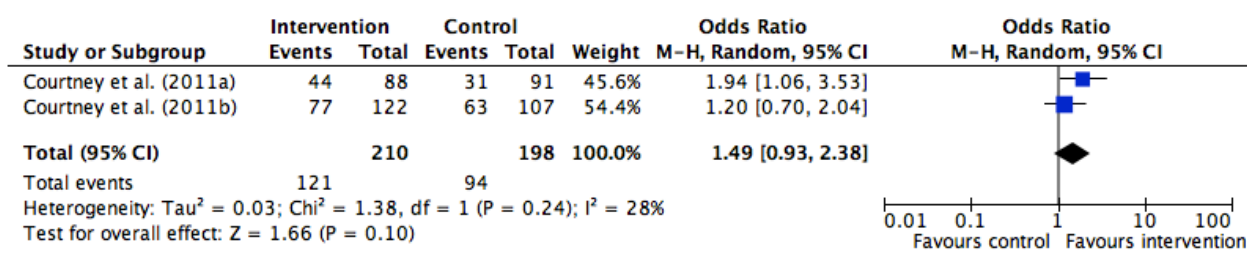 Intervention Control Odds Ratio Odds Ratio
Study or Subgroup Events Total Events Total Weight M-H, Random, 95% CI M-H, Random, 95% CI
Courtney et al. (2011a) 44 88 31 91 45.6% 1.94 [1.06, 3.53]
Courtney et al. (2011b) 77 122 63 107 54.4% 1.20 [0.70, 2.04]
Total (95% CI) 210 198 100.0% 1.49 [0.93, 2.38]
Total events 121 94
Heterogeneity: Tau² = 0.03; Chi² = 1.38, df = 1 (P = 0.24); I² = 28%
Test for overall effect: Z = 1.66 (P = 0.10)
0.01 0.1 1 10 100
Favours control Favours intervention